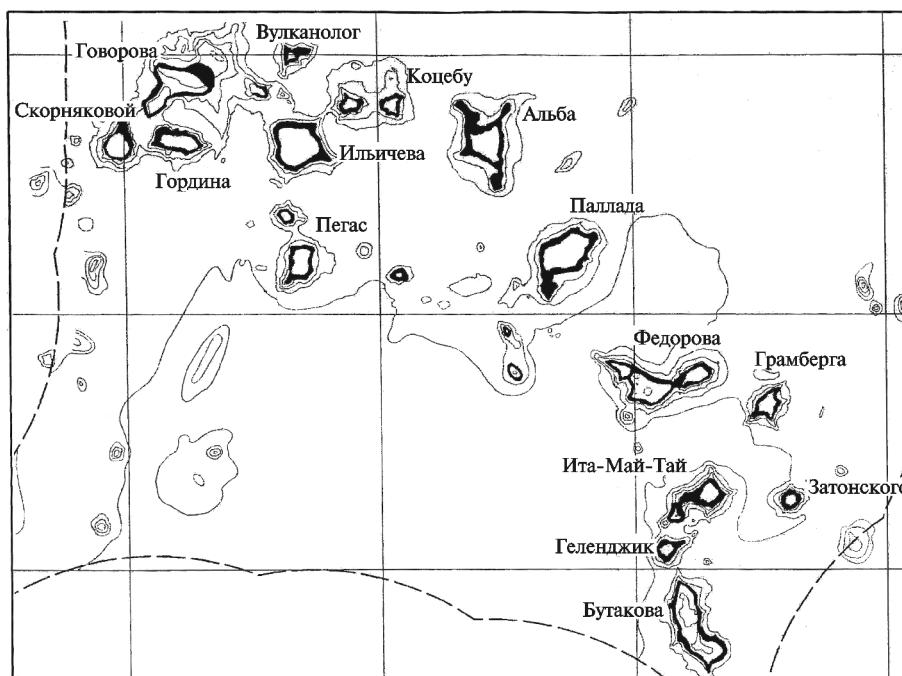 Вулканолог
Говорова
Коцебу
Скорняковой
Альба
Ильичева
Гордина
Паллада
Пегас
Федорова
Грамберга
Ита-Май-Тай
Затонского
Геленджик
Бутакова